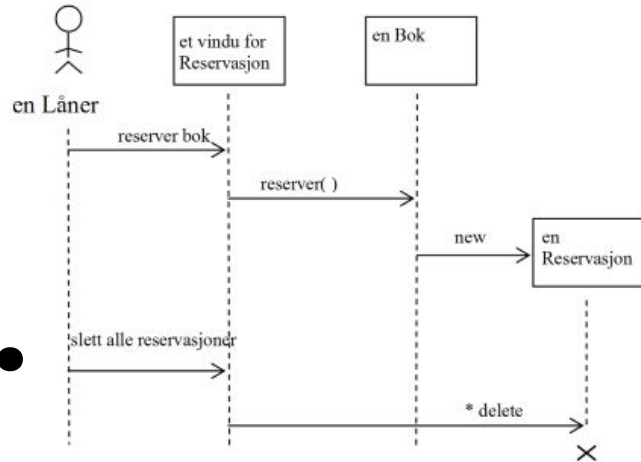 et vindu for
Reservasjon
en Bok
en Låner
reserver bok
reserver( )
new
en
Reservasjon
slett alle reservasjoner
* delete